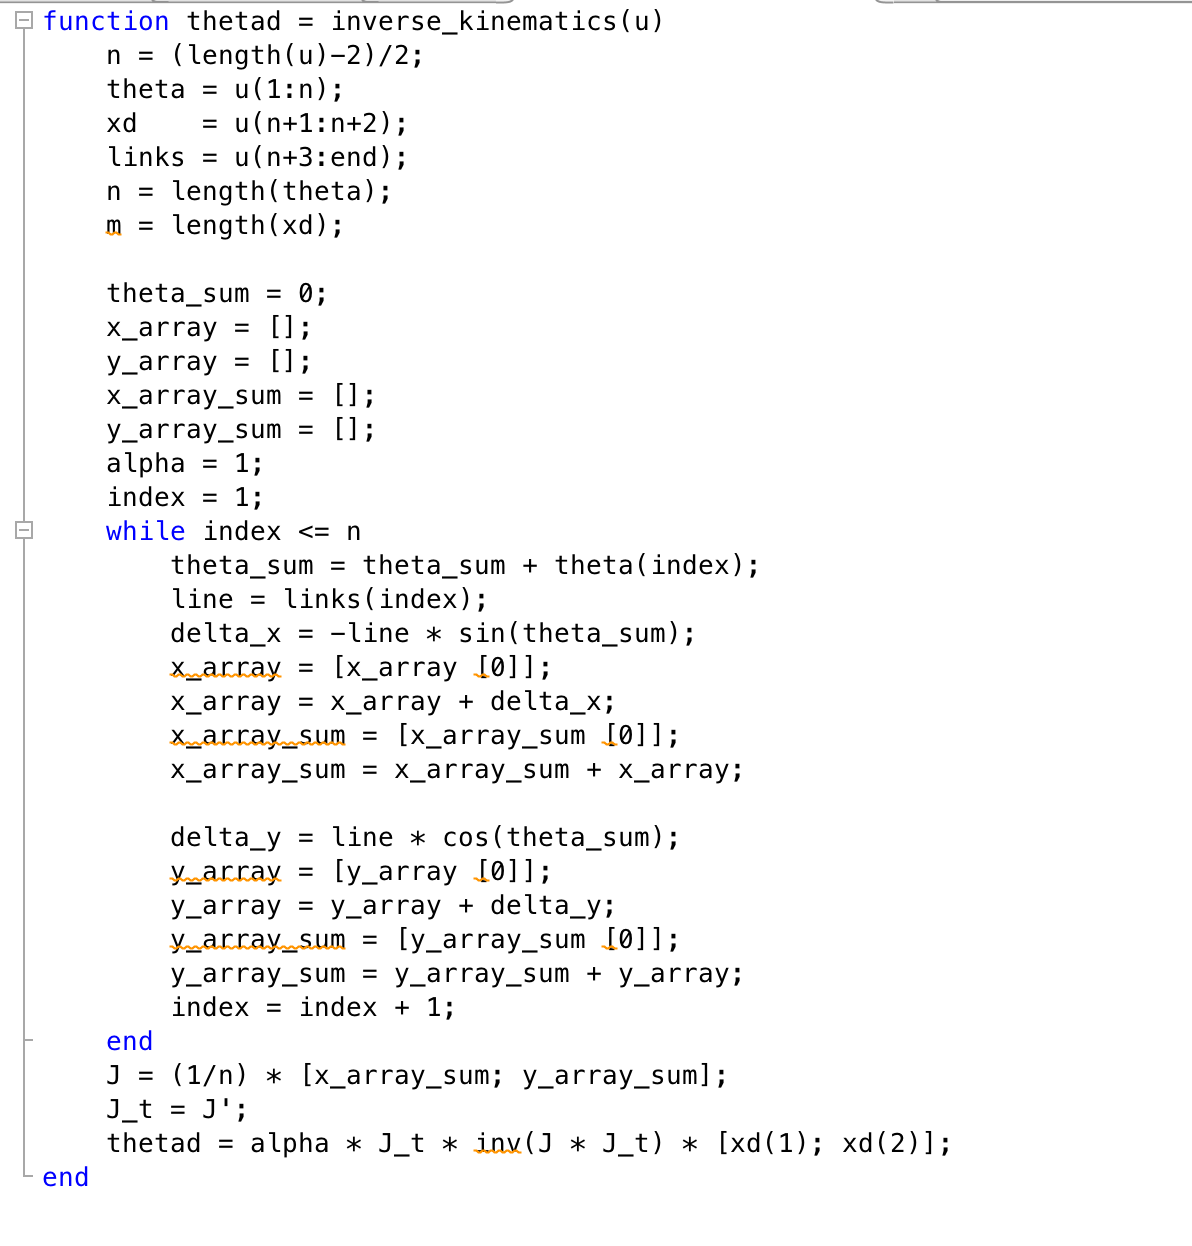 function thetad = inverse_kinematics(u)
    n = (length(u)-2)/2;
    theta = u(1:n);
    xd    = u(n+1:n+2);
    links = u(n+3:end);
    n = length(theta);
    m = length(xd);

    theta_sum = 0;
    x_array = [];
    y_array = [];
    x_array_sum = [];
    y_array_sum = [];
    alpha = 1;
    index = 1;
    while index <= n
        theta_sum = theta_sum + theta(index);
        line = links(index);
        delta_x = -line * sin(theta_sum);
        x_array = [x_array [0]];
        x_array = x_array + delta_x;
        x_array_sum = [x_array_sum [0]];
        x_array_sum = x_array_sum + x_array;

        delta_y = line * cos(theta_sum);
        y_array = [y_array [0]];
        y_array = y_array + delta_y;
        y_array_sum = [y_array_sum [0]];
        y_array_sum = y_array_sum + y_array;
        index = index + 1;
    end
    J = (1/n) * [x_array_sum; y_array_sum];
    J_t = J';
    thetad = alpha * J_t * inv(J * J_t) * [xd(1); xd(2)];
end